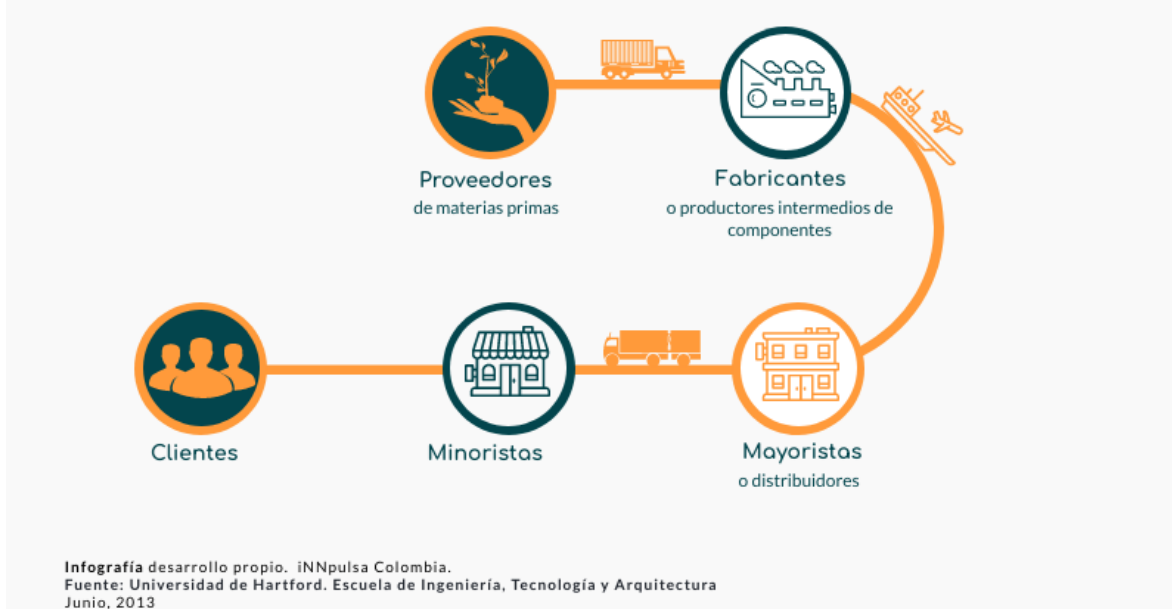 Proveedores
de materias primas
Fabricantes
o productores intermedios de
componentes
Clientes
Minoristas
Mayoristas
o distribuidores
Infografía desarrollo propio. iNNpulsa Colombia.
Fuente: Universidad de Hartford. Escuela de Ingeniería, Tecnología y Arquitectura
Junio, 2013